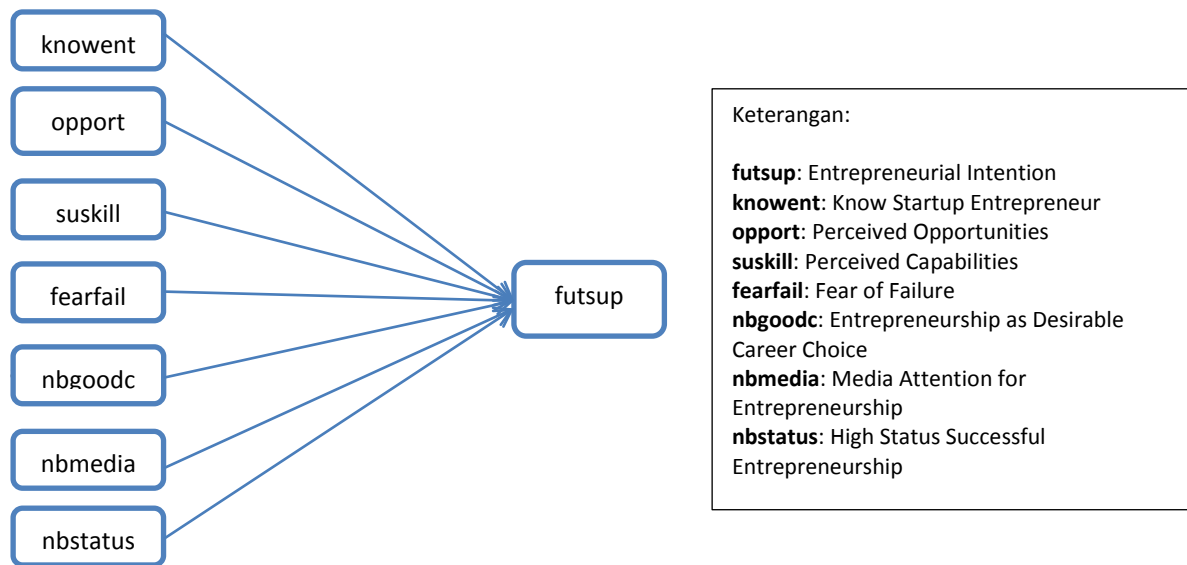 knowent
opport
suskill
fearfail
nbgoodc
nbmedia
nbstatus
futsup
Keterangan:
futsup: Entrepreneurial Intention
knowent: Know Startup Entrepreneur
opport: Perceived Opportunities
suskill: Perceived Capabilities
fearfail: Fear of Failure
nbgoodc: Entrepreneurship as Desirable
Career Choice
nbmedia: Media Attention for
Entrepreneurship
nbstatus: High Status Successful
Entrepreneurship